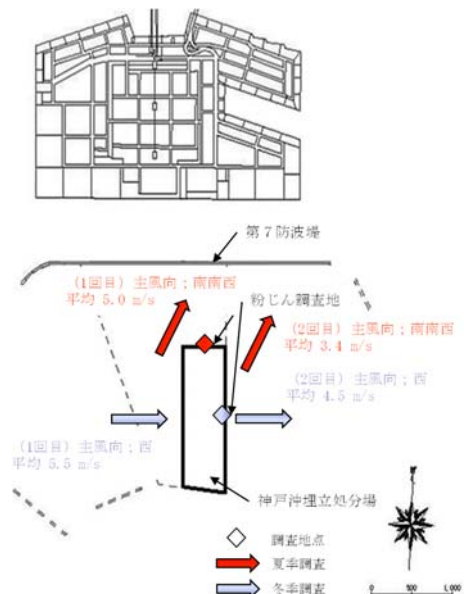 第7防波堤
(1回目) 主風向；南南西
平均 5.0 m/s
粉じん調査地
(2回目) 主風向；南南西
平均 3.4 m/s
(2回目) 主風向；西
平均 4.5 m/s
(1回目) 主風向；西
平均 5.5 m/s
神戸沖埋立処分場
調査地点
夏季調査
冬季調査
0 500 1,000